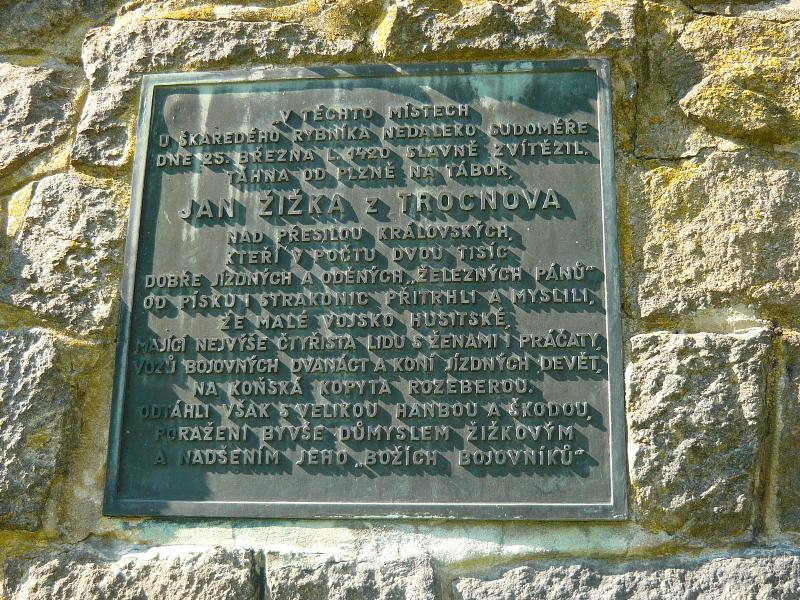 „V TĚCHTO MÍSTECH
U ŠKAREDÉHO RYBNÍKA NEDALEKO SUDOMĚŘE
DNE 25. BŘEZNA L. 1420 SLAVNĚ ZVÍTĚZIL,
TÁHNA OD PLZNĚ NA TÁBOR,
JAN ŽIŽKA z TROCNOVA
NAD PŘESILOU KRÁLOVSKÝCH,
KTEŘÍ V POČTU DVOU TISÍC
DOBŘE JÍZDNÝCH A ODĚNÝCH „ŽELEZNÝCH PÁNŮ“
OD PÍSKU I STRAKONIC PŘITRHLI A MYSLILI,
ŽE MALÉ VOJSKO HUSITSKÉ,
MAJÍCÍ NEJVÝŠE ČTYŘISTA LIDU S ŽENAMI I PRÁČATY,
VOZŮ BOJOVNÝCH DVANÁCT A KONÍ JÍZDNÝCH DEVĚT,
NA KOŇSKÁ KOPYTA ROZEBEROU.
ODTÁHLI VŠAK S VELIKOU HANBOU A ŠKODOU,
PORAŽENI BYVŠE DŮMYSLEM ŽIŽKOVÝM
A NADŠENÍM JEHO „BOŽÍCH BOJOVNÍKŮ“